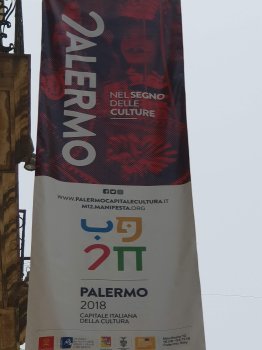 PALERMO
NEL SEGNO
DELLE
CULTURE
WWW.PALERMOCAPITALECULTURA.IT
M12.MANIFESTA.ORG
PALERMO
2018
CAPITALE ITALIANA
DELLA CULTURA